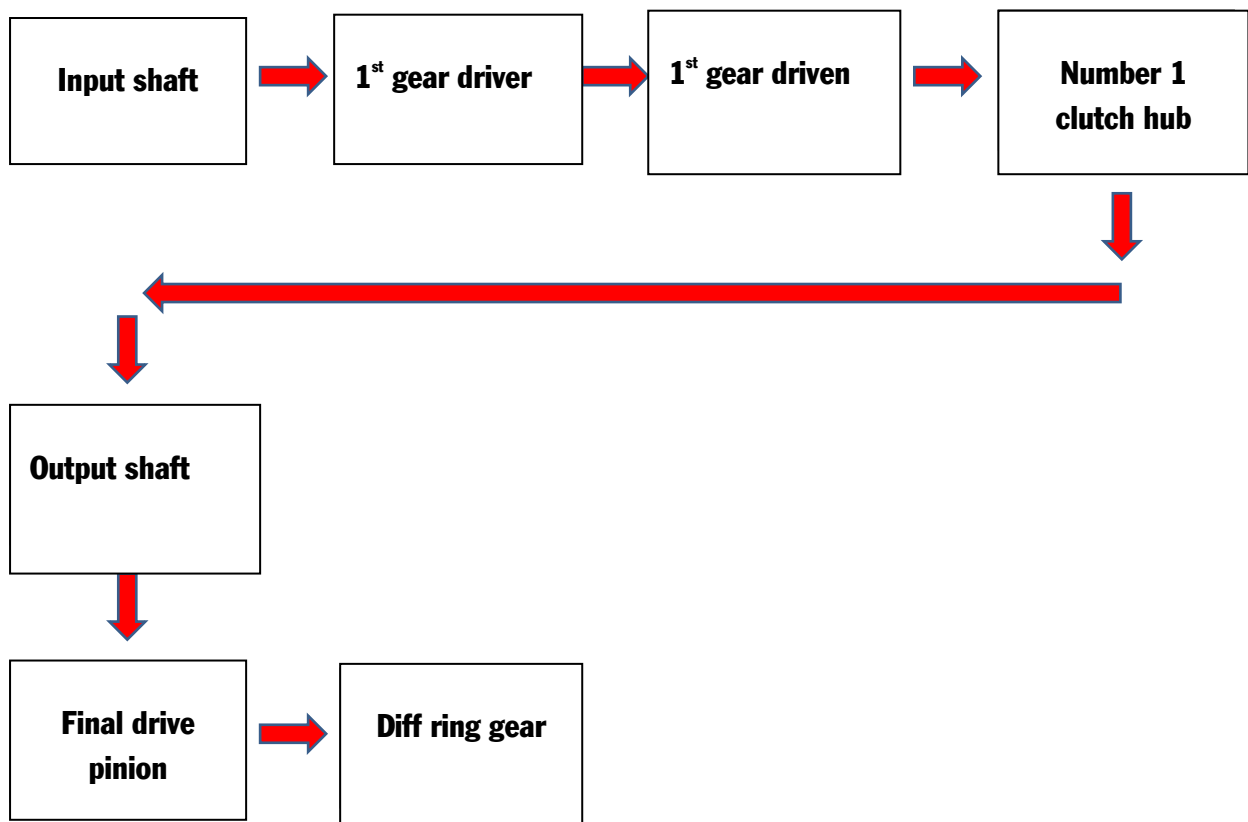 Input shaft
1st gear driver
1st gear driven
Number 1
clutch hub
Output shaft
Final drive
pinion
Diff ring gear